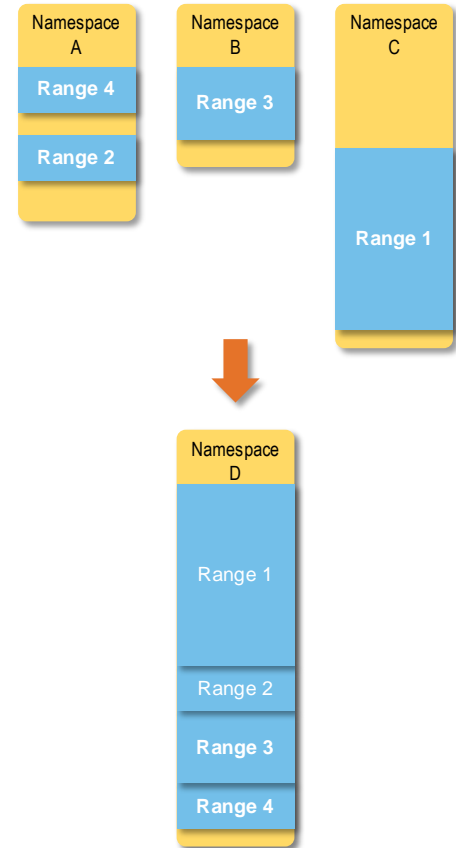 Namespace
A
Range 4
Range 2
Namespace
B
Range 3
Namespace
C
Range 1
Namespace
D
Range 1
Range 2
Range 3
Range 4